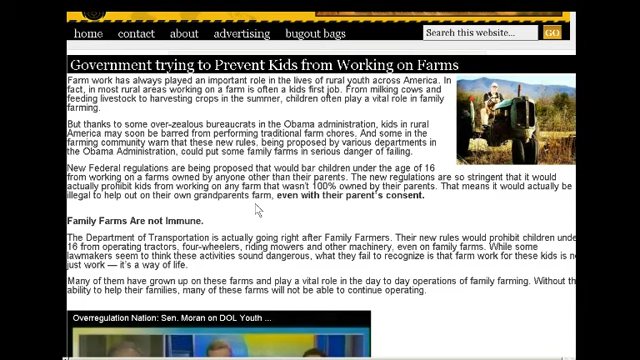 home contact about advertising bugout bags Search this website... GO
Government trying to Prevent Kids from Working on Farms
Farm work has always played an important role in the lives of rural youth across America. In
fact, in most rural areas working on a farm is often a kids first job. From milking cows and
feeding livestock to harvesting crops in the summer, children often play a vital role in family
farming.
But thanks to some over-zealous bureaucrats in the Obama administration, kids in rural
America may soon be barred from performing traditional farm chores. And some in the
farming community warn that these new rules, being proposed by various departments in
the Obama Administration, could put some family farms in serious danger of failing.
New Federal regulations are being proposed that would bar children under the age of 16
from working on a farms owned by anyone other than their parents. The new regulations are so stringent that it would
actually prohibit kids from working on any farm that wasn't 100% owned by their parents. That means it would actually be
illegal to help out on their own grandparents farm, even with their parent's consent.
Family Farms Are not Immune.
The Department of Transportation is actually going right after Family Farmers. Their new rules would prohibit children unde
16 from operating tractors, four-wheelers, riding mowers and other machinery, even on family farms. While some
lawmakers seem to think these activities sound dangerous, what they fail to recognize is that farm work for these kids is n
just work — it's a way of life.
Many of them have grown up on these farms and play a vital role in the day to day operations of family farming. Without th
ability to help their families, many of these farms will not be able to continue operating.
Overregulation Nation: Sen. Moran on DOL Youth ...